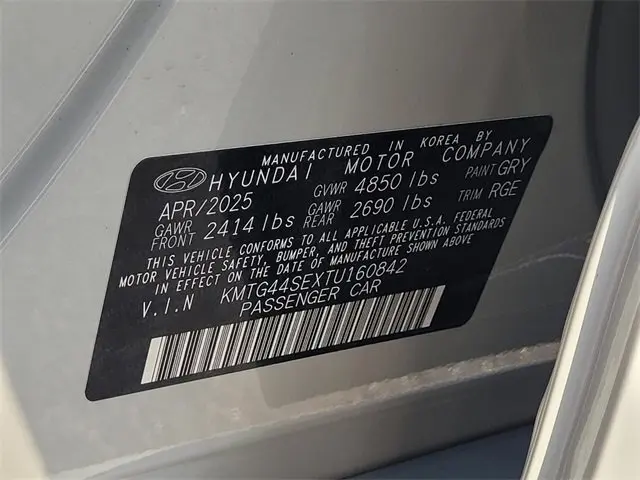 MANUFACTURED IN KOREA BY
HYUNDAI MOTOR COMPANY
APR/2025 GVWR 4850 lbs PAINT GRY
GAWR FRONT 2414 lbs GAWR REAR 2690 lbs TRIM RGE
THIS VEHICLE CONFORMS TO ALL APPLICABLE U.S.A. FEDERAL
MOTOR VEHICLE SAFETY, BUMPER, AND THEFT PREVENTION STANDARDS
IN EFFECT ON THE DATE OF MANUFACTURE SHOWN ABOVE
V.I.N KMTG44SEXTU160842
PASSENGER CAR